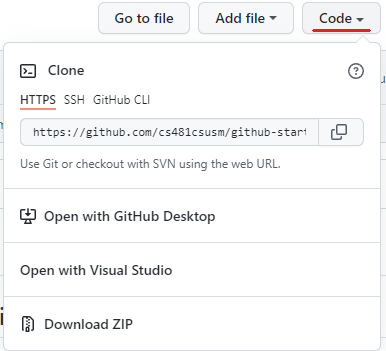 Go to file Add file Code
Clone
HTTPS SSH GitHub CLI
https://github.com/cs481csusm/github-start
Use Git or checkout with SVN using the web URL.
Open with GitHub Desktop
Open with Visual Studio
Download ZIP